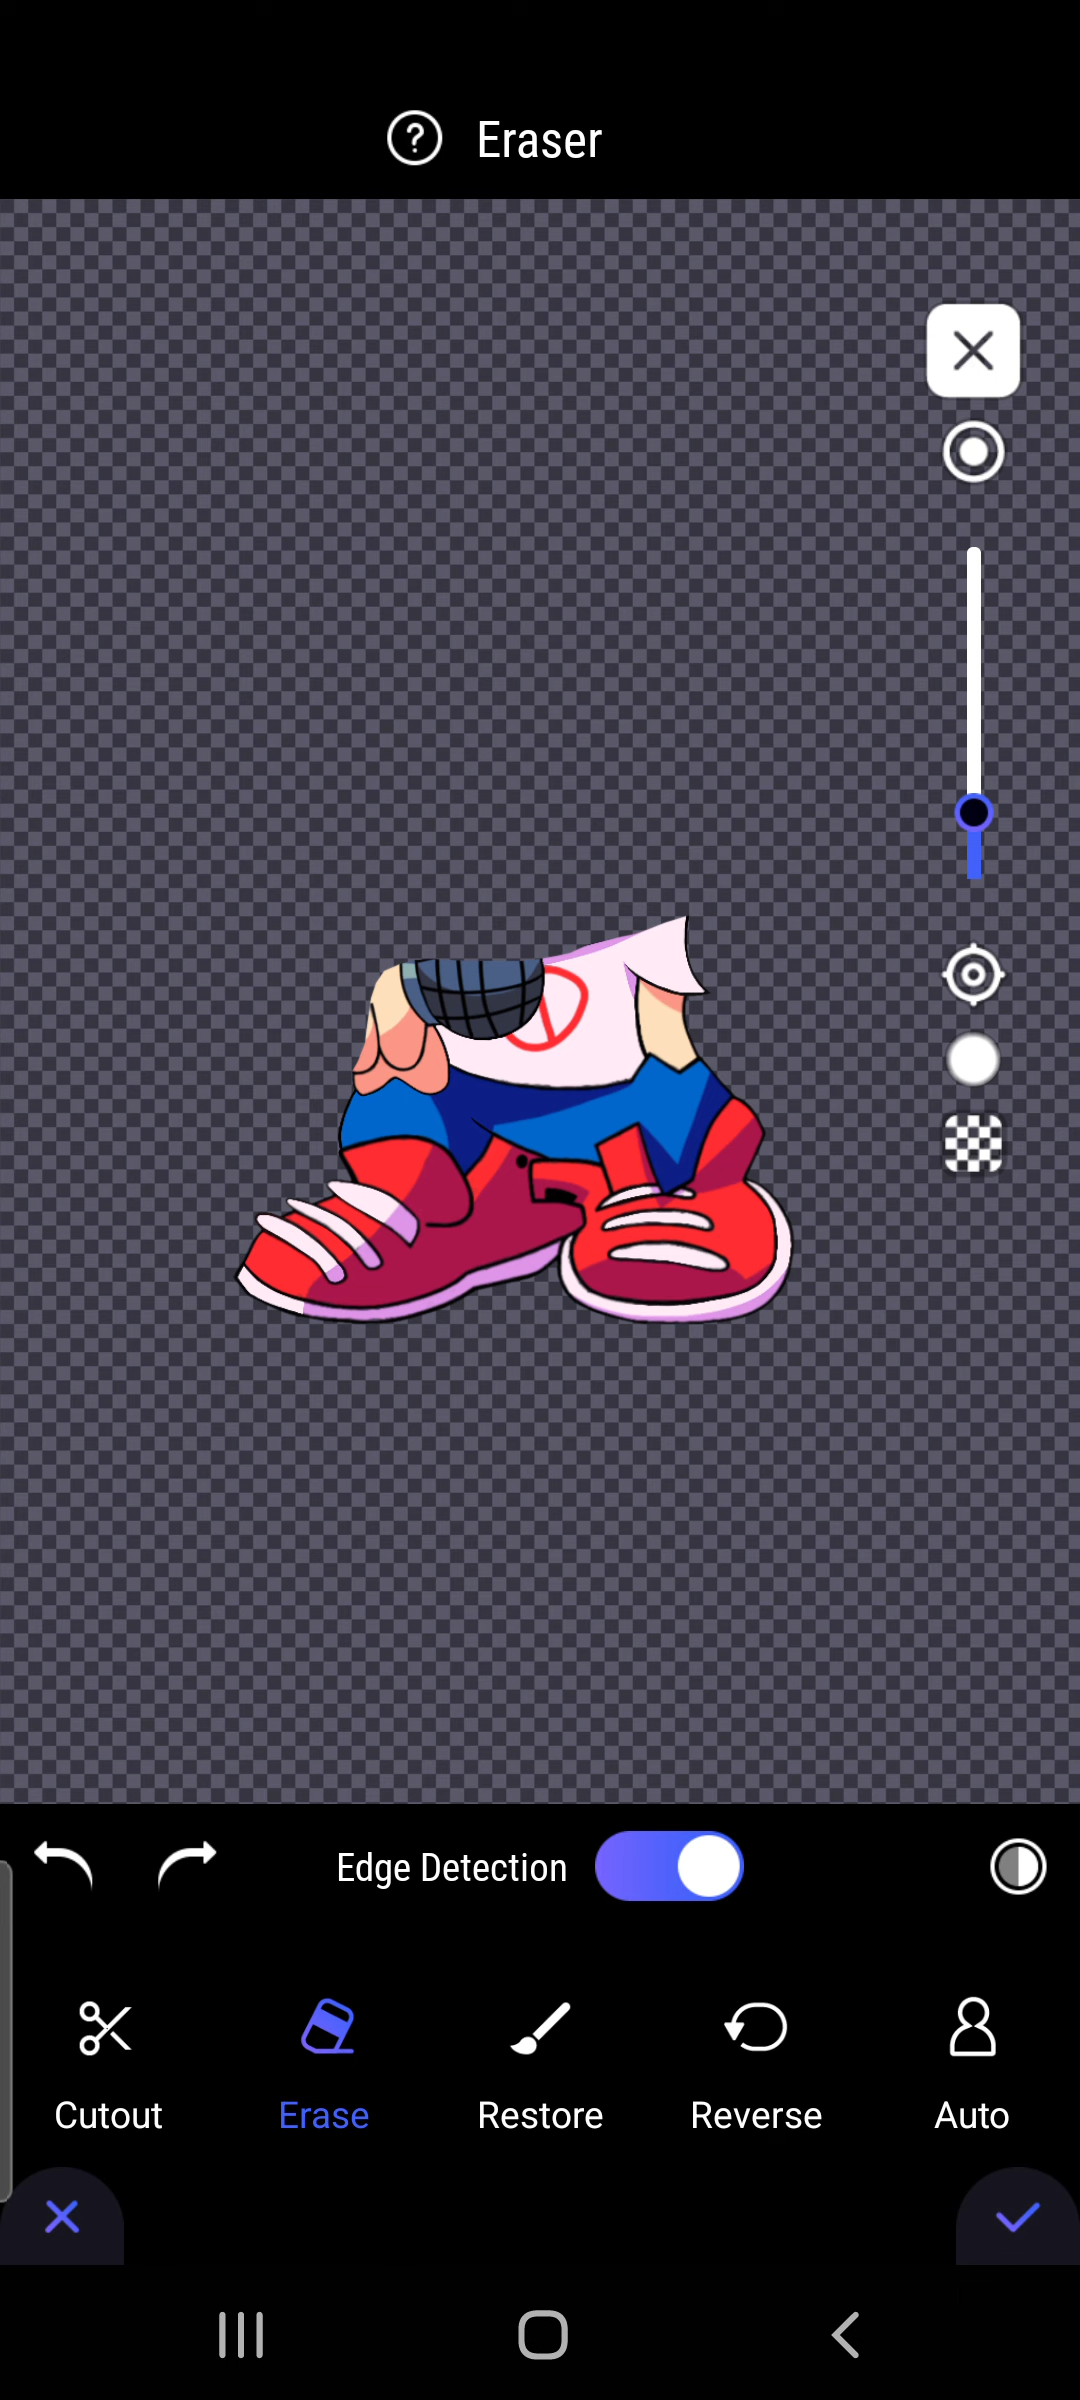 Eraser
Edge Detection
Cutout
Erase
Restore
Reverse
Auto